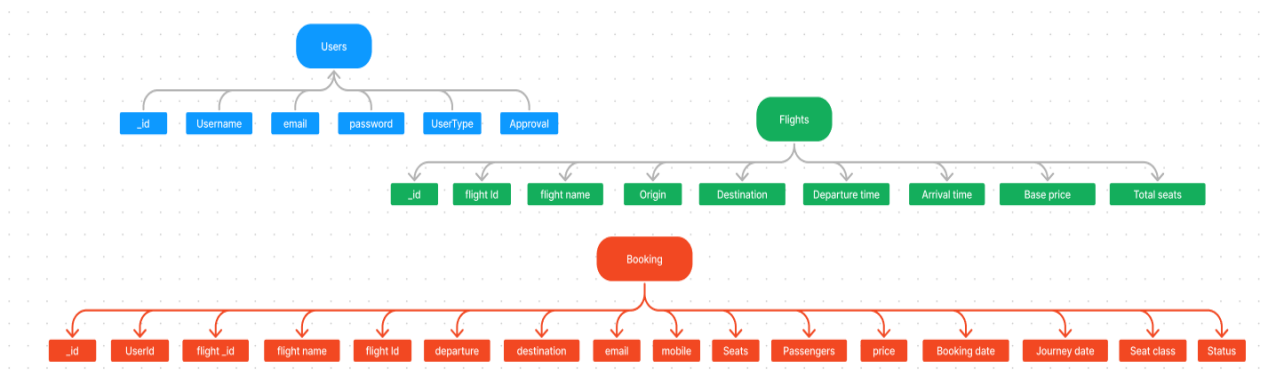 Users
_id
Username
email
password
UserType
Approval
Flights
_id
flight Id
flight name
Origin
Destination
Departure time
Arrival time
Base price
Total seats
Booking
_id
UserId
flight _id
flight name
flight Id
departure
destination
email
mobile
Seats
Passengers
price
Booking date
Journey date
Seat class
Status